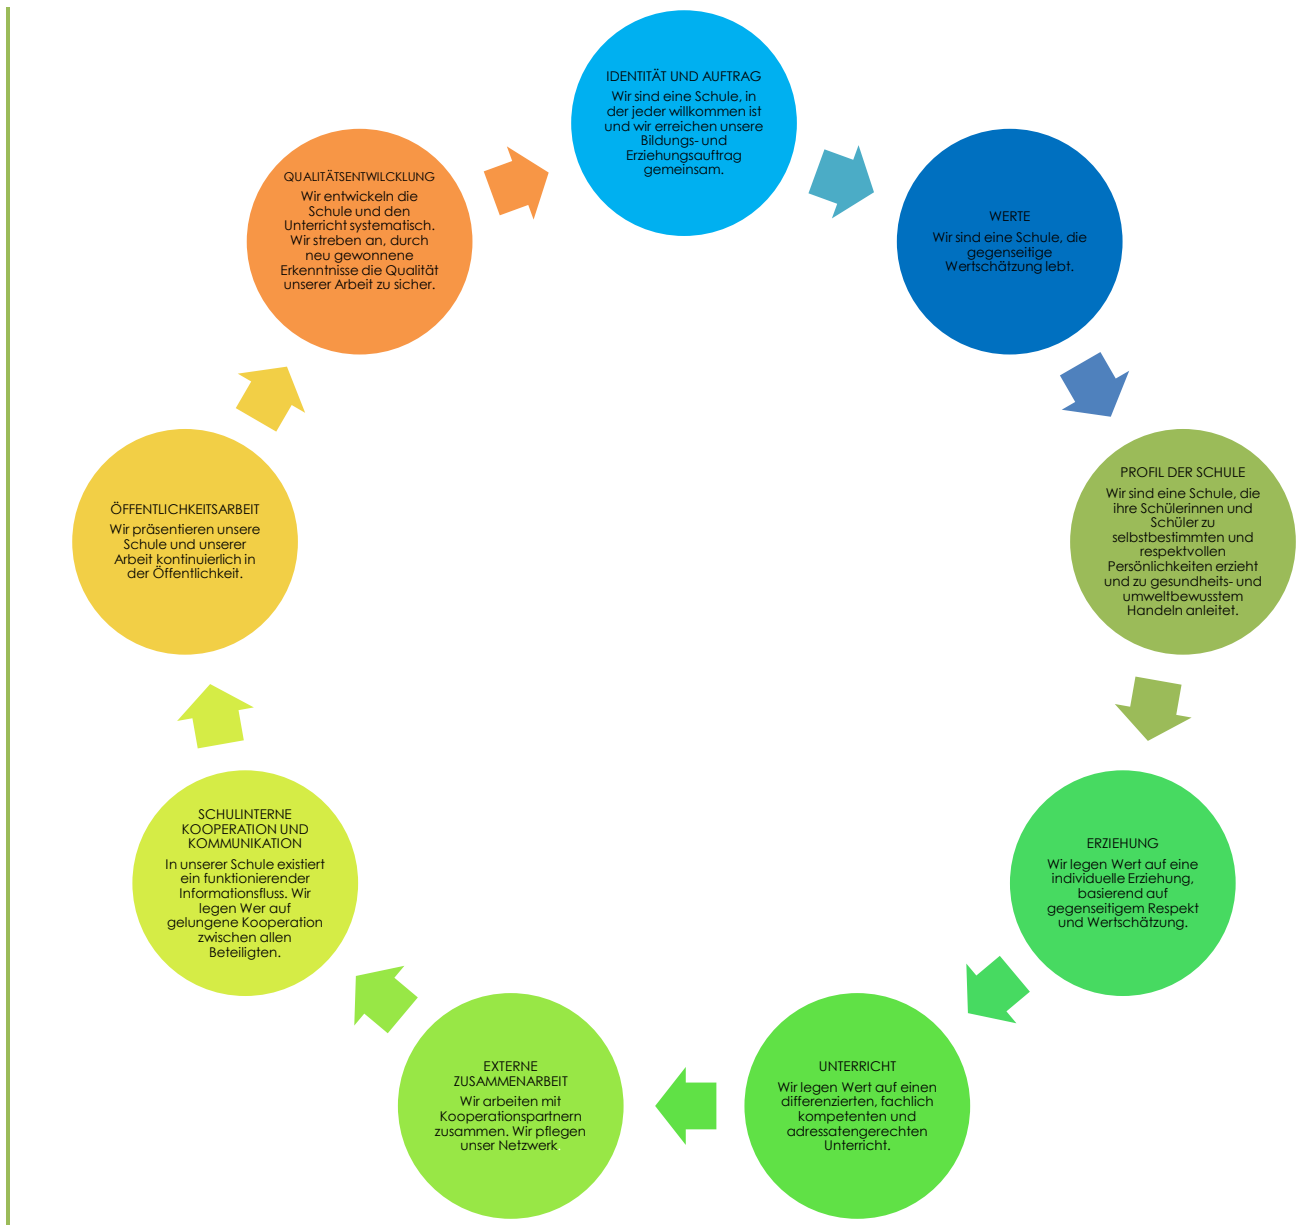 IDENTITÄT UND AUFTRAG
Wir sind eine Schule, in
der jeder willkommen ist
und wir erreichen unsere
Bildungs- und
Erziehungsauftrag
gemeinsam.
WERTE
Wir sind eine Schule, die
gegenseitige
Wertschätzung lebt.
PROFIL DER SCHULE
Wir sind eine Schule, die
ihre Schülerinnen und
Schüler zu
selbstbestimmten und
respektvollen
Persönlichkeiten erzieht
und zu gesundheits- und
umweltbewusstem
Handeln anleitet.
ERZIEHUNG
Wir legen Wert auf eine
individuelle Erziehung,
basierend auf
gegenseitigem Respekt
und Wertschätzung.
UNTERRICHT
Wir legen Wert auf einen
differenzierten, fachlich
kompetenten und
adressatengerechten
Unterricht.
EXTERNE
ZUSAMMENARBEIT
Wir arbeiten mit
Kooperationspartnern
zusammen. Wir pflegen
unser Netzwerk
SCHULINTERNE
KOOPERATION UND
KOMMUNIKATION
In unserer Schule existiert
ein funktionierender
Informationsfluss. Wir
legen Wer auf
gelungene Kooperation
zwischen allen
Beteiligten.
ÖFFENTLICHKEITSARBEIT
Wir präsentieren unsere
Schule und unserer
Arbeit kontinuierlich in
der Öffentlichkeit.
QUALITÄTSENTWILCKLUNG
Wir entwickeln die
Schule und den
Unterricht systematisch.
Wir streben an, durch
neu gewonnene
Erkenntnisse die Qualität
unserer Arbeit zu sicher.